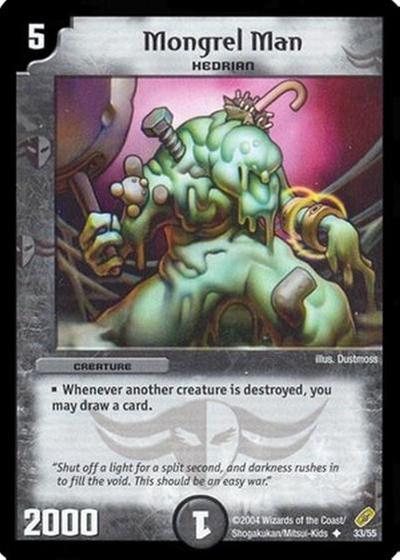 5
Mongrel Man
HEDRIAN
illus. Dustmoss
CREATURE
▪ Whenever another creature is destroyed, you
may draw a card.
"Shut off a light for a split second, and darkness rushes in
to fill the void. This should be an easy war."
2000
1
©2004 Wizards of the Coast/
Shogakukan/Mitsui-Kids ♦ 33/55